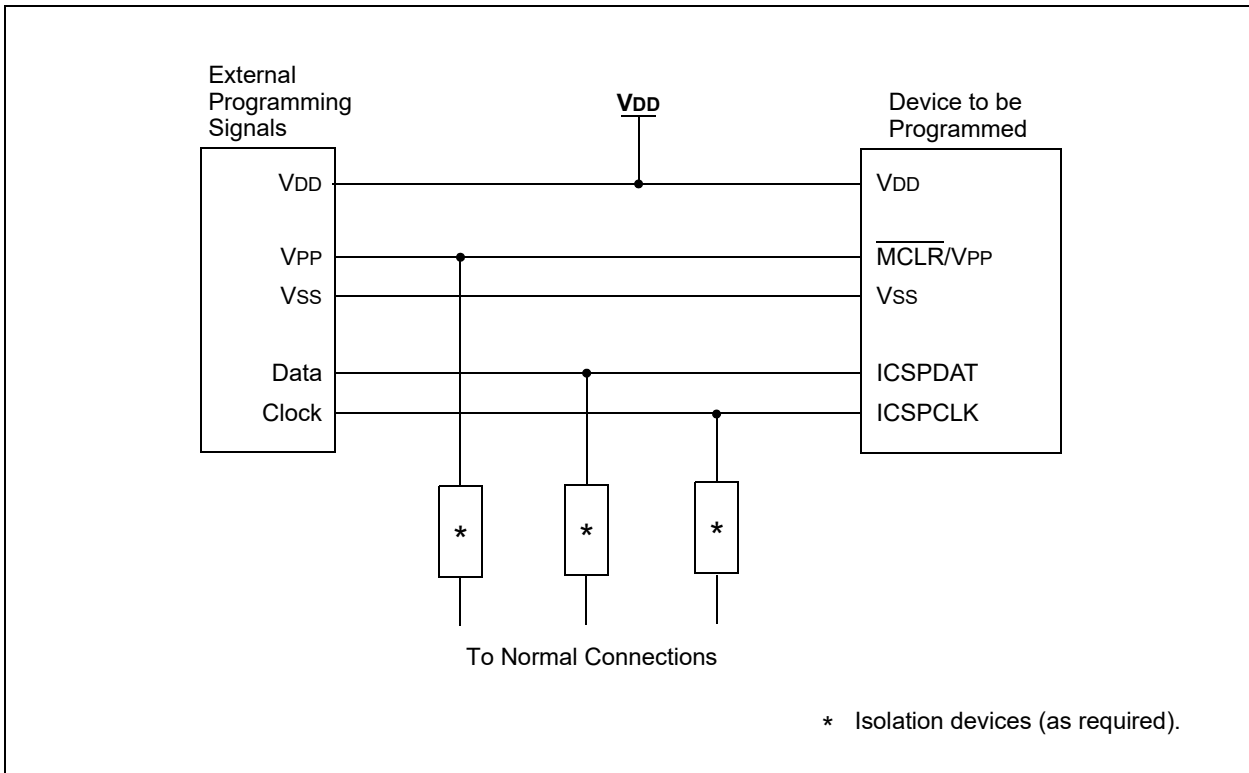 External
Programming
Signals
VDD
Device to be
Programmed
VDD
VDD
VPP
MCLR/VPP
VSS
VSS
Data
ICSPDAT
Clock
ICSPCLK
*
*
*
To Normal Connections
* Isolation devices (as required).